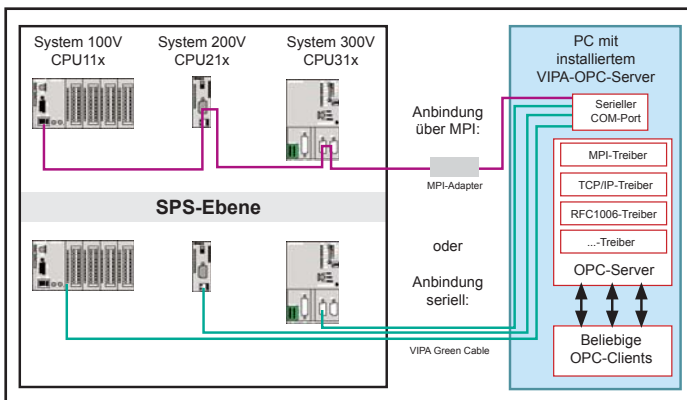 System 100V
CPU11x
System 200V
CPU21x
System 300V
CPU31x
SPS-Ebene
Anbindung
über MPI:
MPI-Adapter
oder
Anbindung
seriell:
VIPA Green Cable
PC mit
installiertem
VIPA-OPC-Server
Serieller
COM-Port
MPI-Treiber
TCP/IP-Treiber
RFC1006-Treiber
...-Treiber
OPC-Server
Beliebige
OPC-Clients